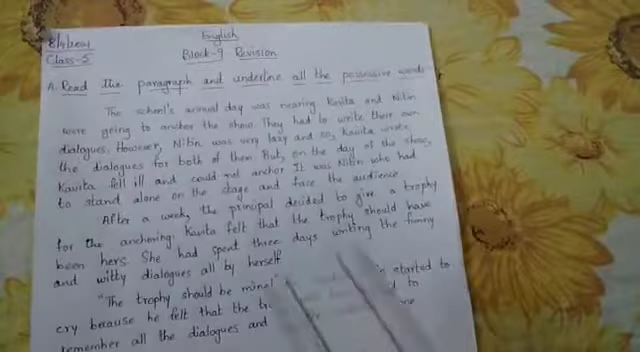 English
8/4/2021
Class-5
Block-9 Revision
A. Read the paragraph and underline all the possessive words
The school's annual day was nearing. Kavita and Nitin
were going to anchor the show. They had to write their own
dialogues. However, Nitin was very lazy and so, Kavita wrote
the dialogues for both of them. But, on the day of the show,
Kavita fell ill and could not anchor. It was Nitin who had
to stand alone on the stage and face the audience.
After a week, the principal decided to give a trophy
for the anchoring. Kavita felt that the trophy should have
been hers. She had spent three days writing the funny
and witty dialogues all by herself.
"The trophy should be mine!" started to
cry because he felt that the to
remember all the dialogues and